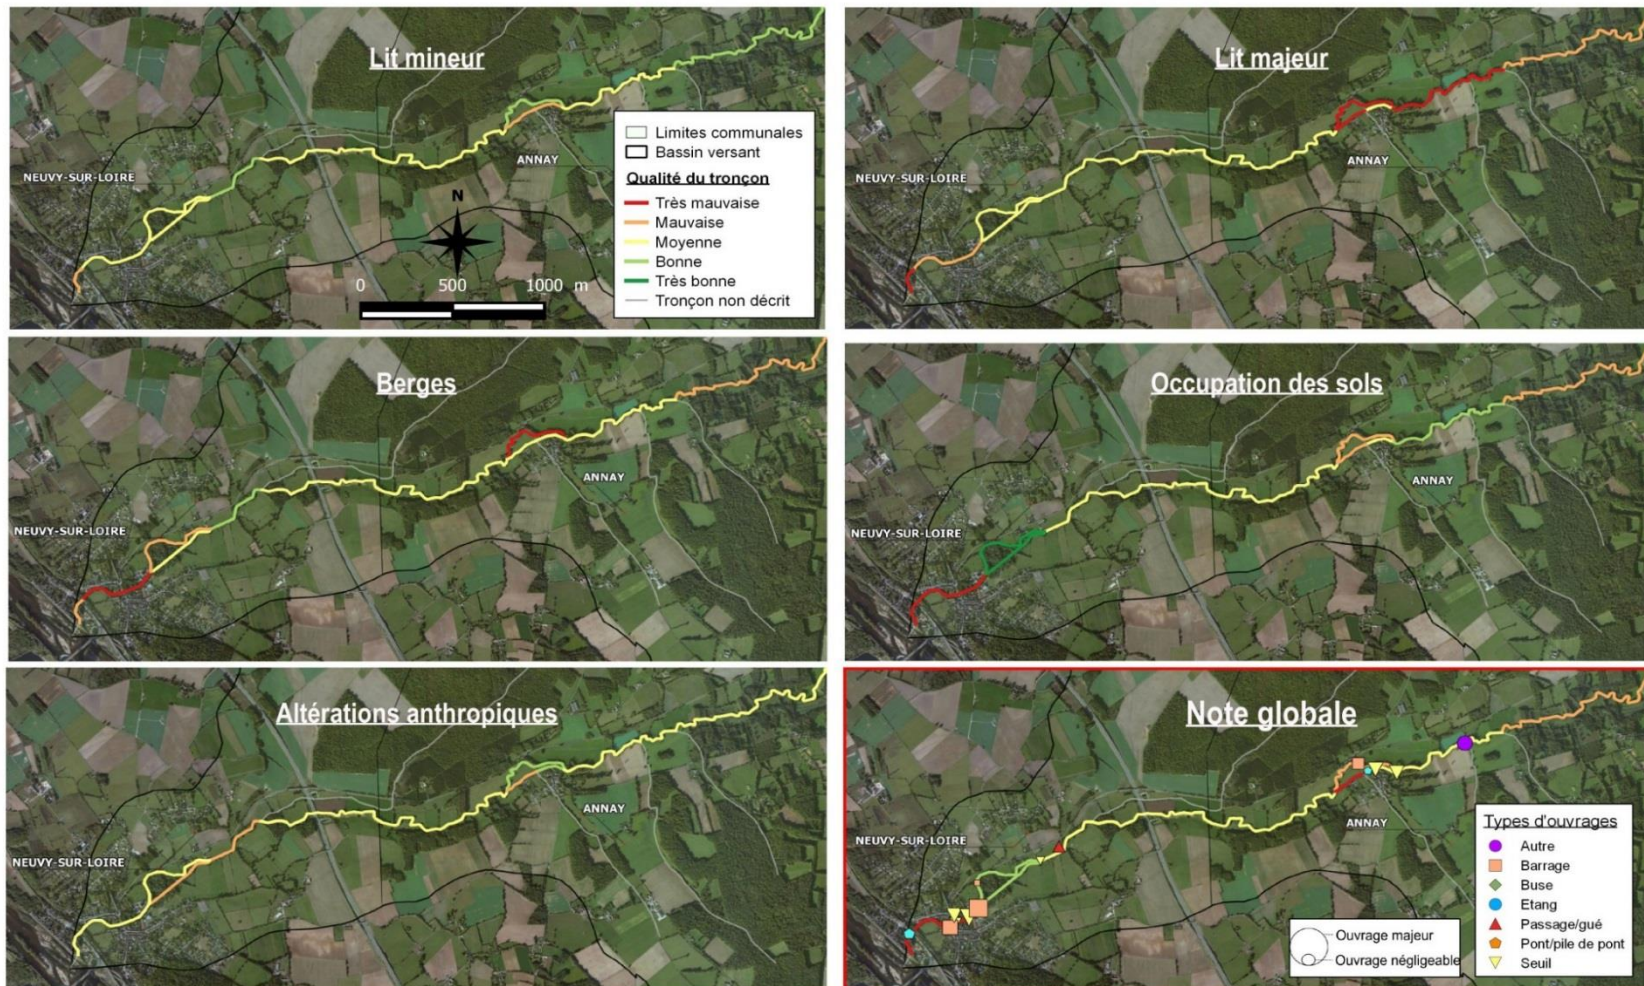 Lit mineur
NEUVY-SUR-LOIRE
ANNAY
Limites communales
Bassin versant
Qualité du tronçon
Très mauvaise
Mauvaise
Moyenne
Bonne
Très bonne
Tronçon non décrit
N
0 500 1000 m
Lit majeur
NEUVY-SUR-LOIRE
ANNAY
Berges
NEUVY-SUR-LOIRE
ANNAY
Occupation des sols
NEUVY-SUR-LOIRE
ANNAY
Altérations anthropiques
NEUVY-SUR-LOIRE
ANNAY
Note globale
NEUVY-SUR-LOIRE
ANNAY
Ouvrage majeur
Ouvrage négligeable
Types d'ouvrages
Autre
Barrage
Buse
Etang
Passage/gué
Pont/pile de pont
Seuil